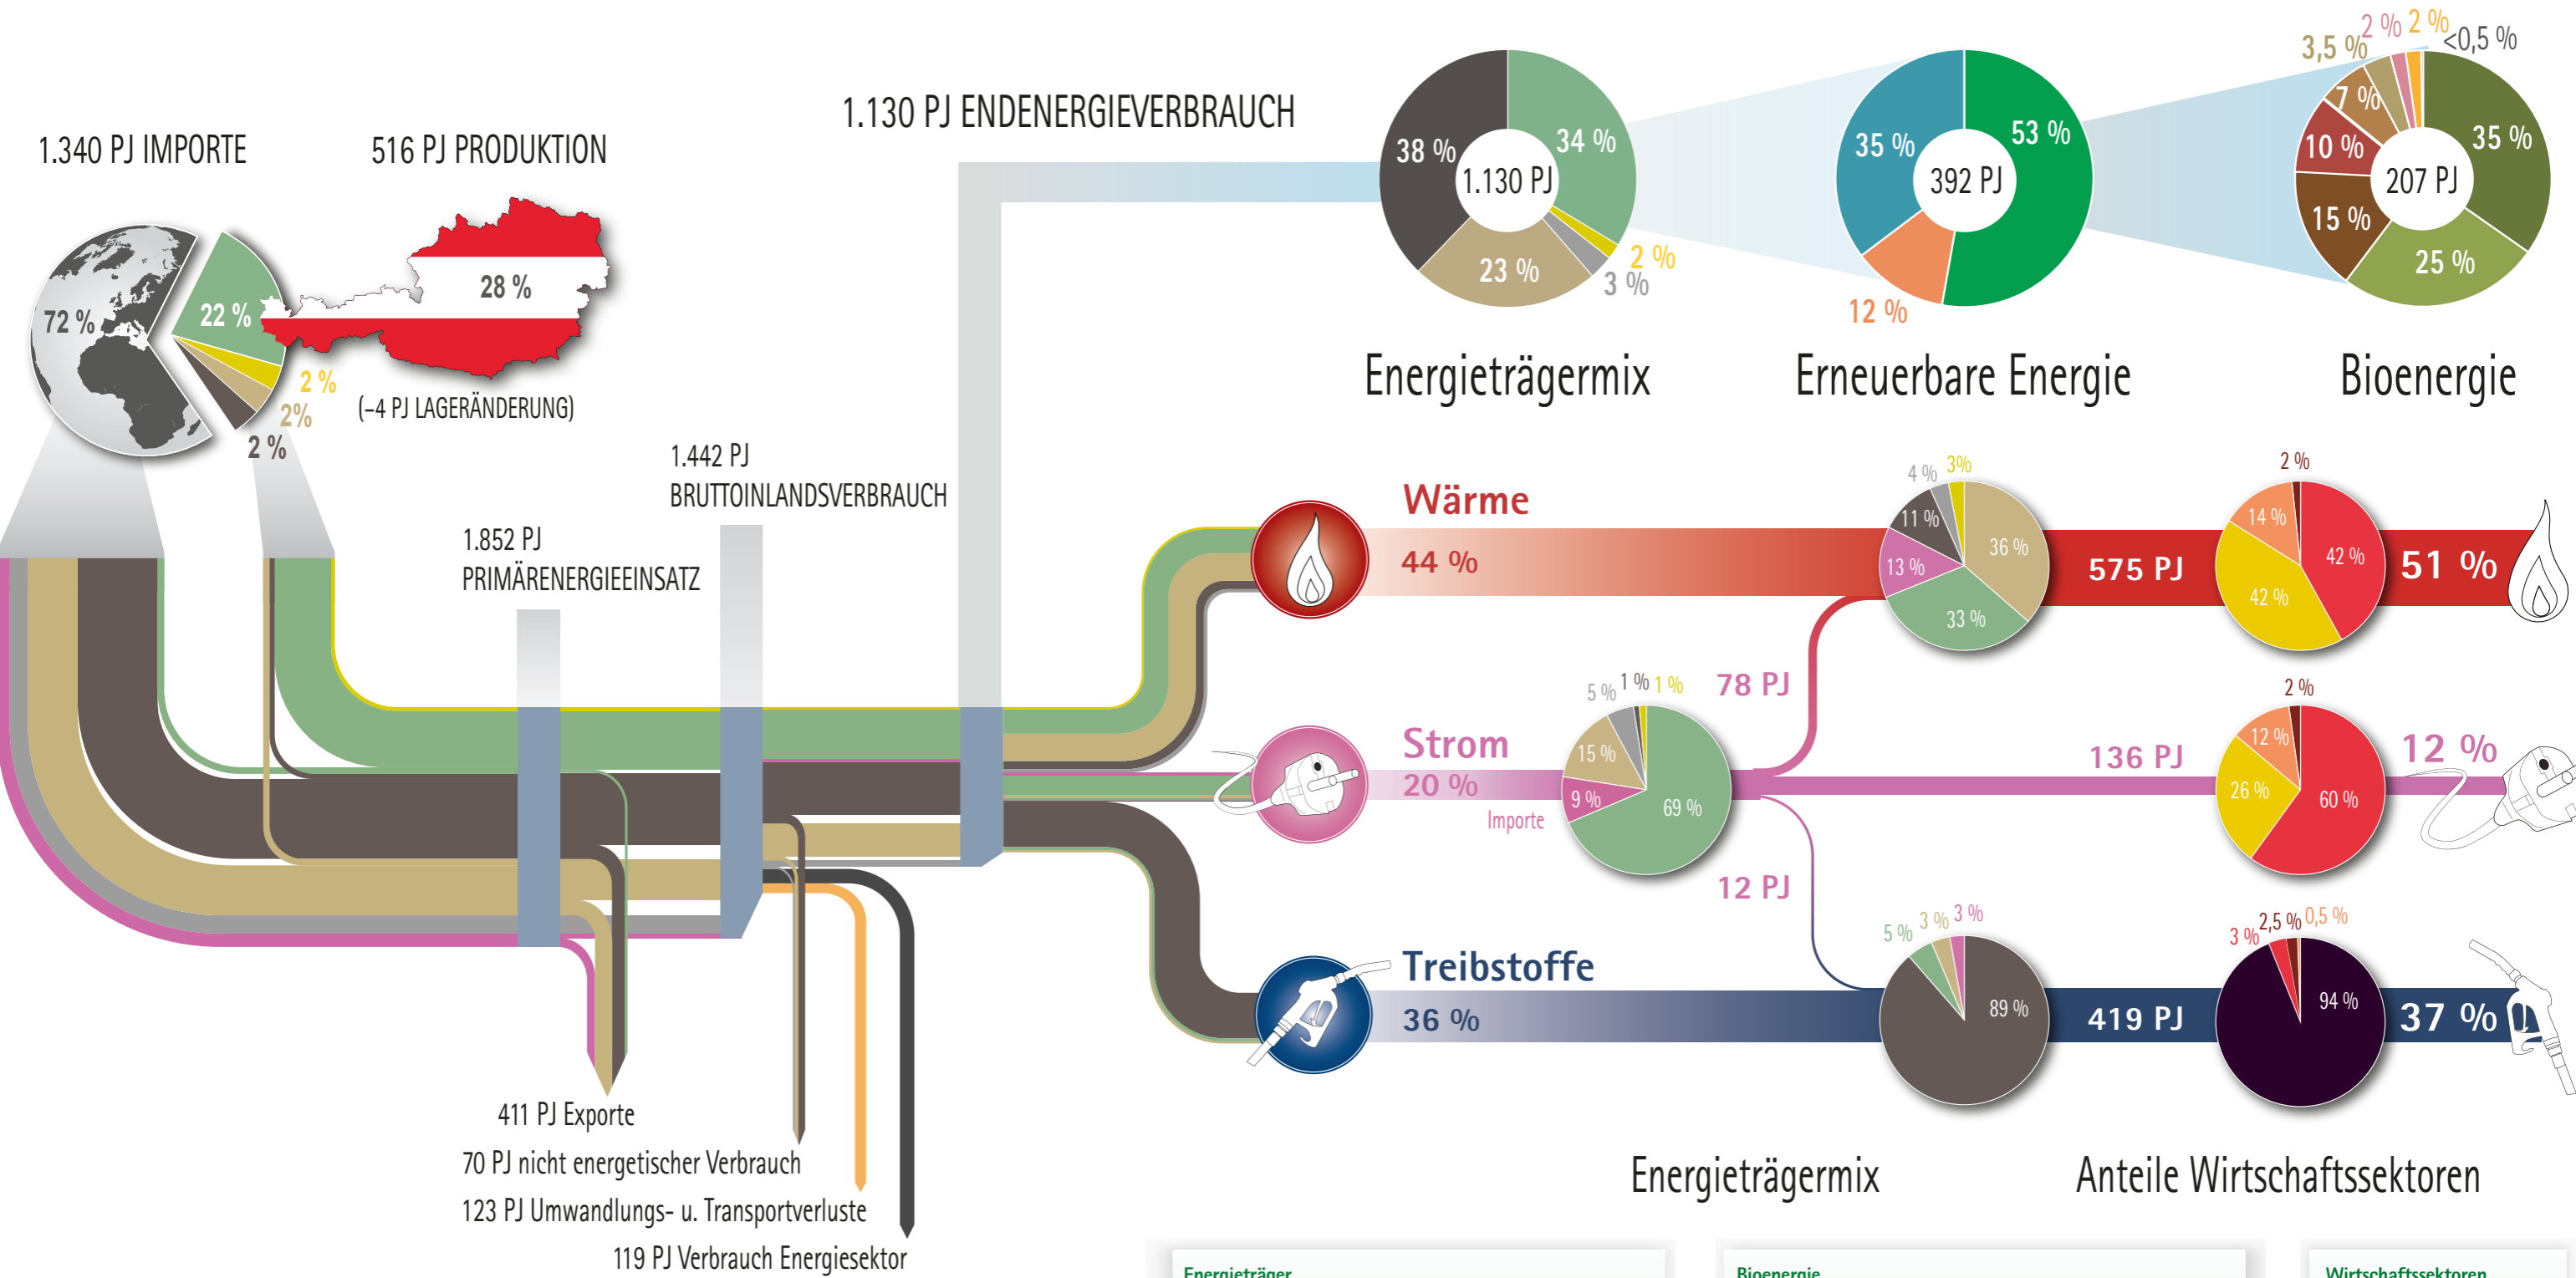 1.340 PJ IMPORTE
516 PJ PRODUKTION
72 %
22 %
28 %
2 %
2%
2 %
(–4 PJ LAGERÄNDERUNG)
1.130 PJ ENDENERGIEVERBRAUCH
38 %
34 %
1.130 PJ
23 %
2 %
3 %
Energieträgermix
35 %
53 %
392 PJ
12 %
Erneuerbare Energie
3,5 %
2 %
2 %
<0,5 %
7 %
10 %
35 %
207 PJ
15 %
25 %
Bioenergie
1.442 PJ
BRUTTOINLANDSVERBRAUCH
1.852 PJ
PRIMÄRENERGIEEINSATZ
Wärme
44 %
4 %
3%
11 %
36 %
13 %
33 %
575 PJ
2 %
14 %
42 %
42 %
51 %
78 PJ
Strom
20 %
Importe
5 %
1 %
1 %
15 %
9 %
69 %
136 PJ
2 %
12 %
26 %
60 %
12 %
12 PJ
Treibstoffe
36 %
5 %
3 %
3 %
89 %
419 PJ
3 %
2,5 %
0,5 %
94 %
37 %
411 PJ Exporte
70 PJ nicht energetischer Verbrauch
123 PJ Umwandlungs- u. Transportverluste
119 PJ Verbrauch Energiesektor
Energieträgermix
Anteile Wirtschaftssektoren
Energieträger
Bioenergie
Wirtschaftssektoren